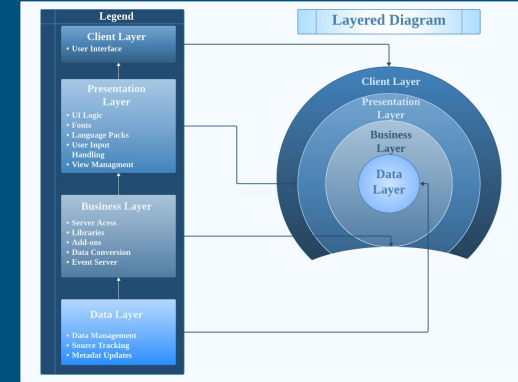 Legend
Client Layer
• User Interface
Presentation
Layer
• UI Logic
• Fonts
• Language Packs
• User Input
Handling
• View Managment
Business Layer
• Server Acess
• Libraries
• Add-ons
• Data Conversion
• Event Server
Data Layer
• Data Management
• Source Tracking
• Metadat Updates
Layered Diagram
Client Layer
Presentation
Layer
Business
Layer
Data
Layer